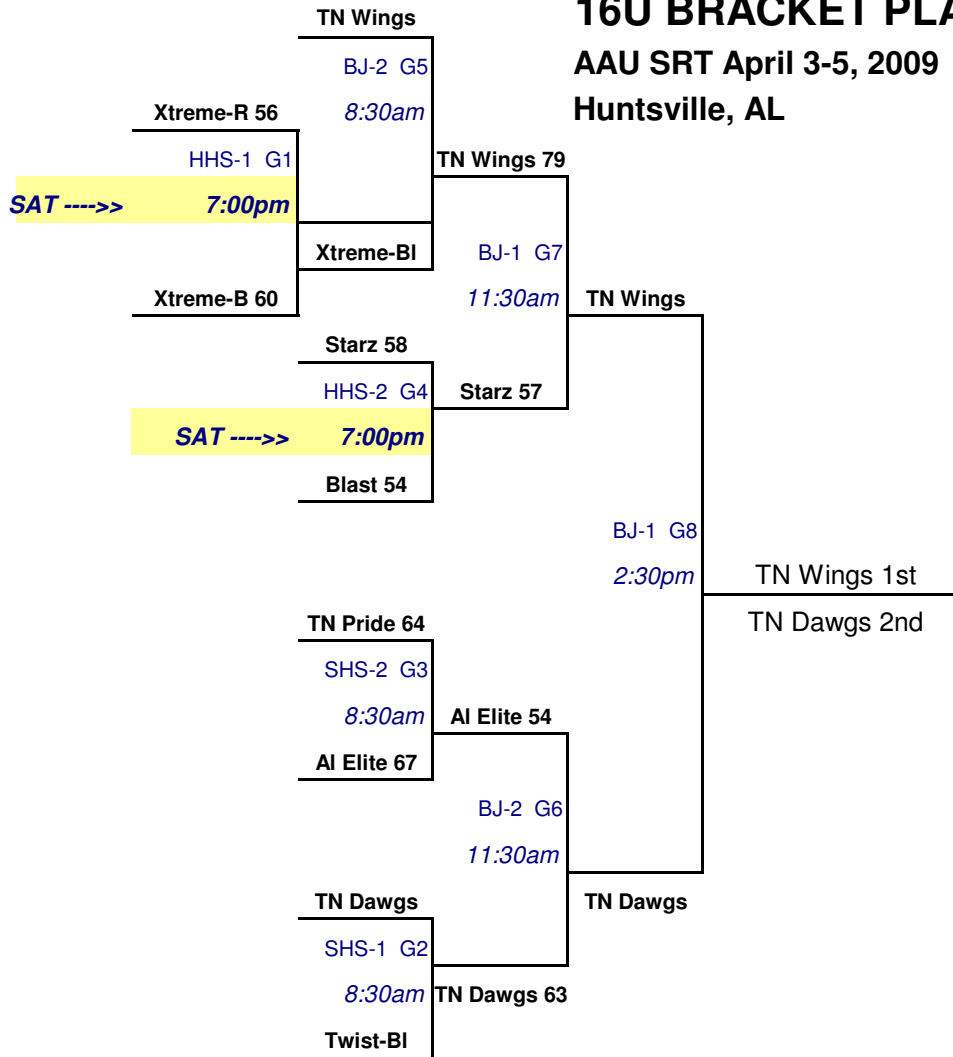 TN Wings
16U BRACKET PLA
BJ-2 G5
AAU SRT April 3-5, 2009
Xtreme-R 56
8:30am
Huntsville, AL
HHS-1 G1
TN Wings 79
SAT ---->>
7:00pm
Xtreme-Bl
BJ-1 G7
Xtreme-B 60
11:30am
TN Wings
Starz 58
HHS-2 G4
Starz 57
SAT ---->>
7:00pm
Blast 54
BJ-1 G8
2:30pm
TN Wings 1st
TN Pride 64
TN Dawgs 2nd
SHS-2 G3
8:30am
Al Elite 54
Al Elite 67
BJ-2 G6
11:30am
TN Dawgs
TN Dawgs
SHS-1 G2
8:30am
TN Dawgs 63
Twist-Bl